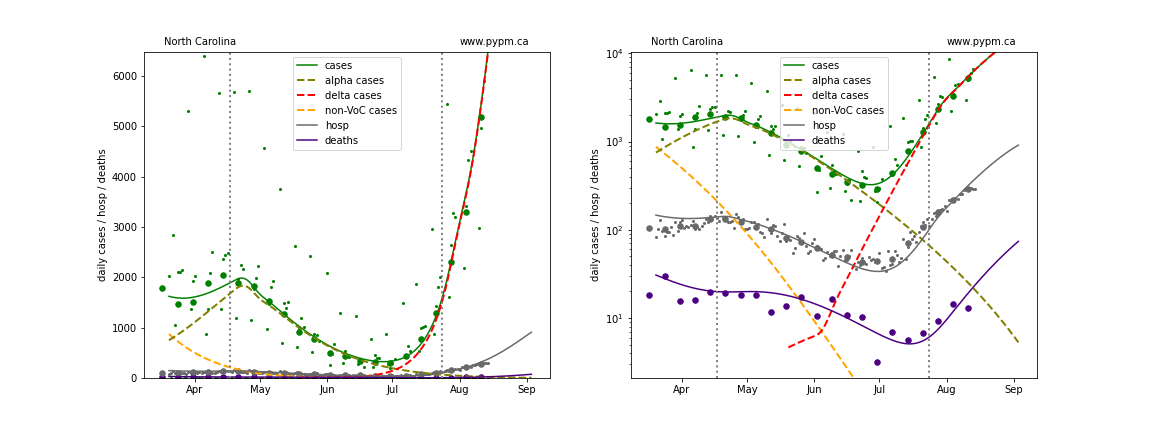 North Carolina
www.pypm.ca
cases
alpha cases
delta cases
non-VoC cases
hosp
deaths
daily cases / hosp / deaths
6000
5000
4000
3000
2000
1000
0
Apr
May
Jun
Jul
Aug
Sep
North Carolina
www.pypm.ca
cases
alpha cases
delta cases
non-VoC cases
hosp
deaths
daily cases / hosp / deaths
10⁴
10³
10²
10¹
Apr
May
Jun
Jul
Aug
Sep